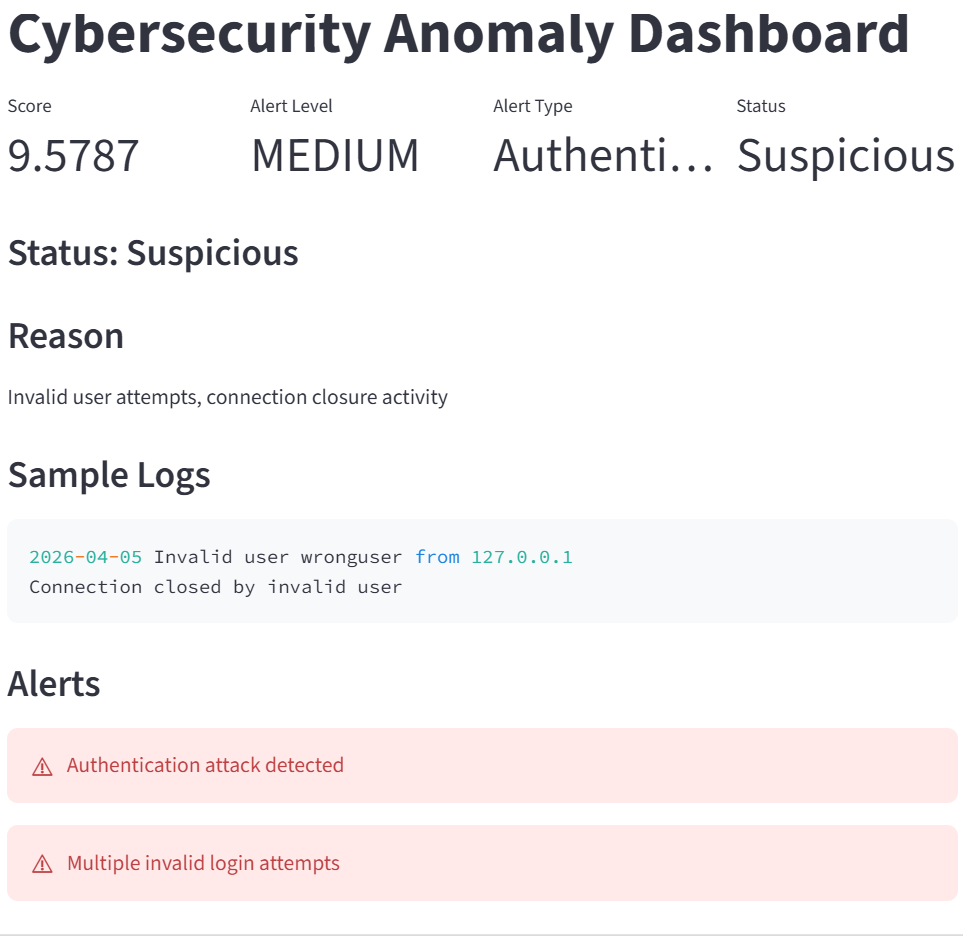 Cybersecurity Anomaly Dashboard
Score Alert Level Alert Type Status
9.5787 MEDIUM Authenti... Suspicious
Status: Suspicious
Reason
Invalid user attempts, connection closure activity
Sample Logs
2026-04-05 Invalid user wronguser from 127.0.0.1
Connection closed by invalid user
Alerts
Authentication attack detected
Multiple invalid login attempts